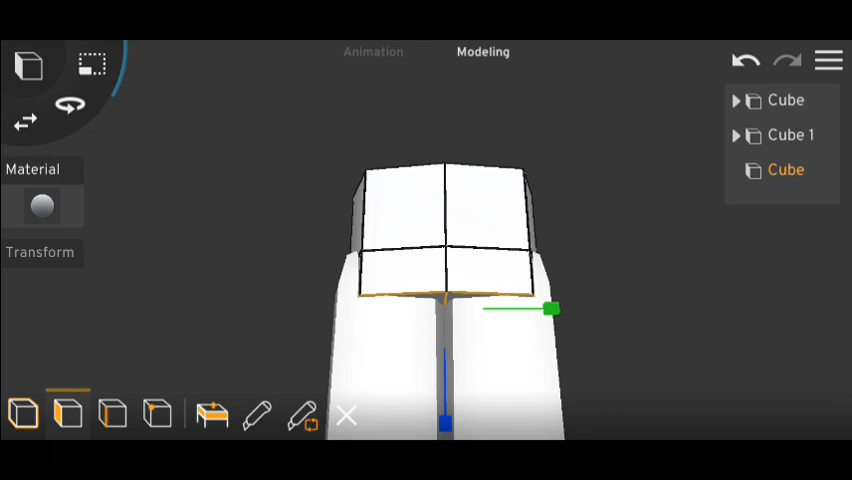 Animation Modeling
Cube
Cube 1
Cube
Material
Transform